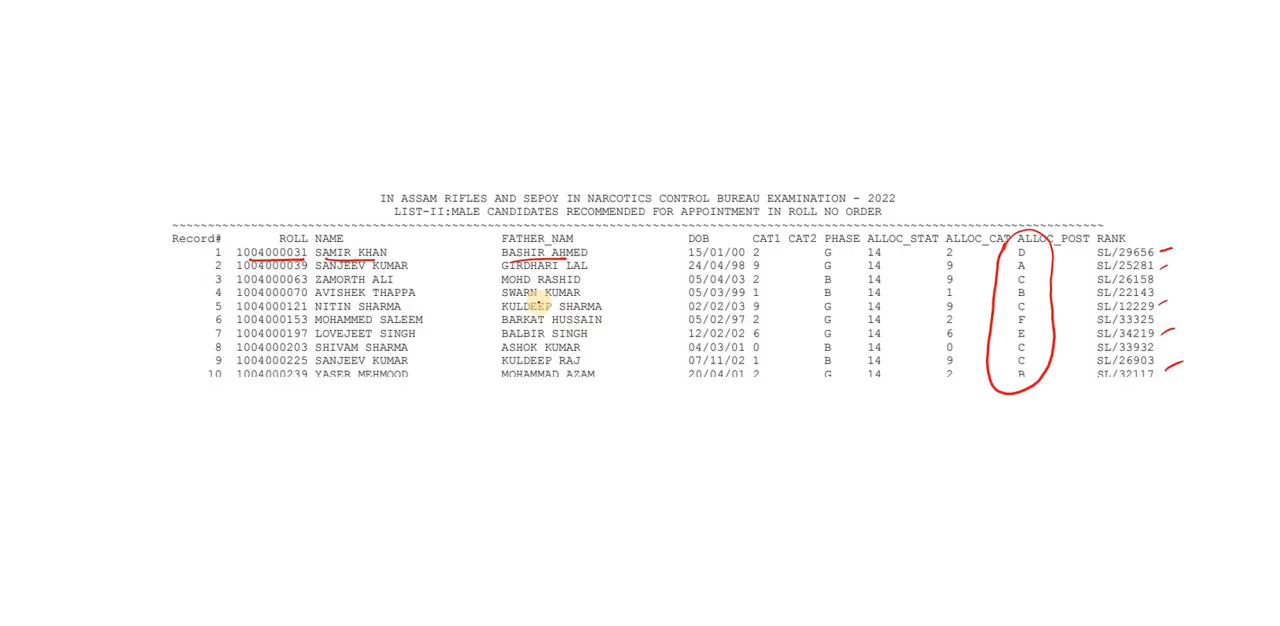 IN ASSAM RIFLES AND SEPOY IN NARCOTICS CONTROL BUREAU EXAMINATION - 2022
LIST-II:MALE CANDIDATES RECOMMENDED FOR APPOINTMENT IN ROLL NO ORDER
~~~~~~~~~~~~~~~~~~~~~~~~~~~~~~~~~~~~~~~~~~~~~~~~~~~~~~~~~~~~~~~~~~~~~~~~~~~~~~~~~~~~~~~~~~~~~~~~~~~~~~~~~~~~~~~~~~~~~~~~~~~~~~~~~
Record# ROLL NAME FATHER_NAM DOB CAT1 CAT2 PHASE ALLOC_STAT ALLOC_CAT ALLOC_POST RANK
1 1004000031 SAMIR KHAN BASHIR AHMED 15/01/00 2 G 14 2 D SL/29656
2 1004000039 SANJEEV KUMAR GIRDHARI LAL 24/04/98 9 G 14 9 A SL/25281
3 1004000063 ZAMORTH ALI MOHD RASHID 05/04/03 2 B 14 9 C SL/26158
4 1004000070 AVISHEK THAPPA SWARN KUMAR 05/03/99 1 B 14 1 B SL/22143
5 1004000121 NITIN SHARMA KULDEEP SHARMA 02/02/03 9 G 14 9 C SL/12229
6 1004000153 MOHAMMED SALEEM BARKAT HUSSAIN 05/02/97 2 G 14 2 F SL/33325
7 1004000197 LOVEJEET SINGH BALBIR SINGH 12/02/02 6 G 14 6 E SL/34219
8 1004000203 SHIVAM SHARMA ASHOK KUMAR 04/03/01 0 B 14 0 C SL/33932
9 1004000225 SANJEEV KUMAR KULDEEP RAJ 07/11/02 1 B 14 9 C SL/26903
10 1004000239 YASER MEHMOOD MOHAMMAD AZAM 20/04/01 2 G 14 2 B SL/32117